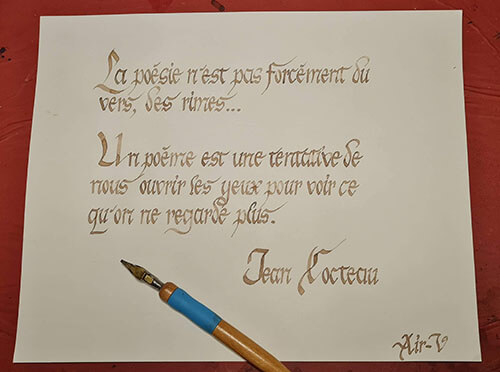 La poésie n'est pas forcément du
vers, des rimes...
Un poème est une tentative de
nous ouvrir les yeux pour voir ce
qu'on ne regarde plus.
Jean Cocteau
Air-V